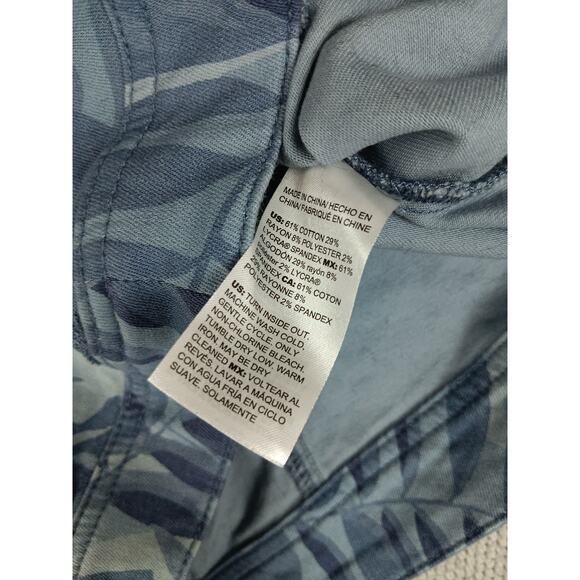 MADE IN CHINA/ HECHO EN
CHINA/ FABRIQUÉ EN CHINE
US: 61% COTTON 29%
RAYON 8% POLYESTER 2%
LYCRA® SPANDEX MX: 61%
ALGODÓN 29% rayón 8%
poliéster 2% LYCRA®
SPANDEX CA: 61% COTON
29% RAYONNE 8%
POLYESTER 2% SPANDEX
US: TURN INSIDE OUT.
MACHINE WASH COLD,
GENTLE CYCLE. ONLY
NON-CHLORINE BLEACH.
TUMBLE DRY LOW. WARM
IRON. MAY BE DRY
CLEANED MX: VOLTEAR AL
REVÉS. LAVAR A MÁQUINA
CON AGUA FRÍA EN CICLO
SUAVE. SOLAMENTE